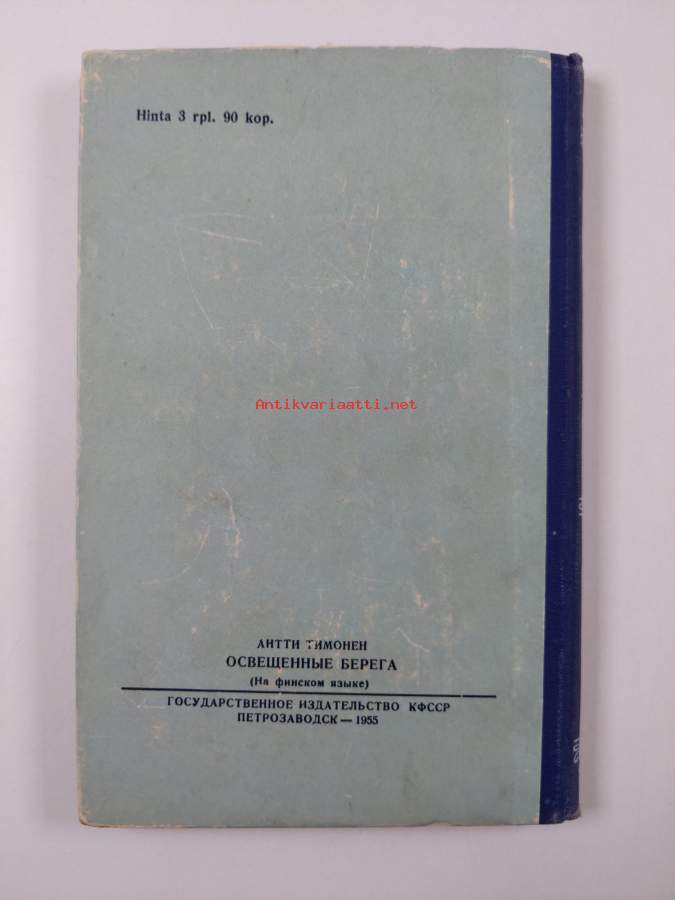 Hinta 3 rpl. 90 kop.
Antikvariaatti.net
АНТТИ ТИМОНЕН
ОСВЕЩЕННЫЕ БЕРЕГА
(На финском языке)
ГОСУДАРСТВЕННОЕ ИЗДАТЕЛЬСТВО КФССР
ПЕТРОЗАВОДСК — 1955